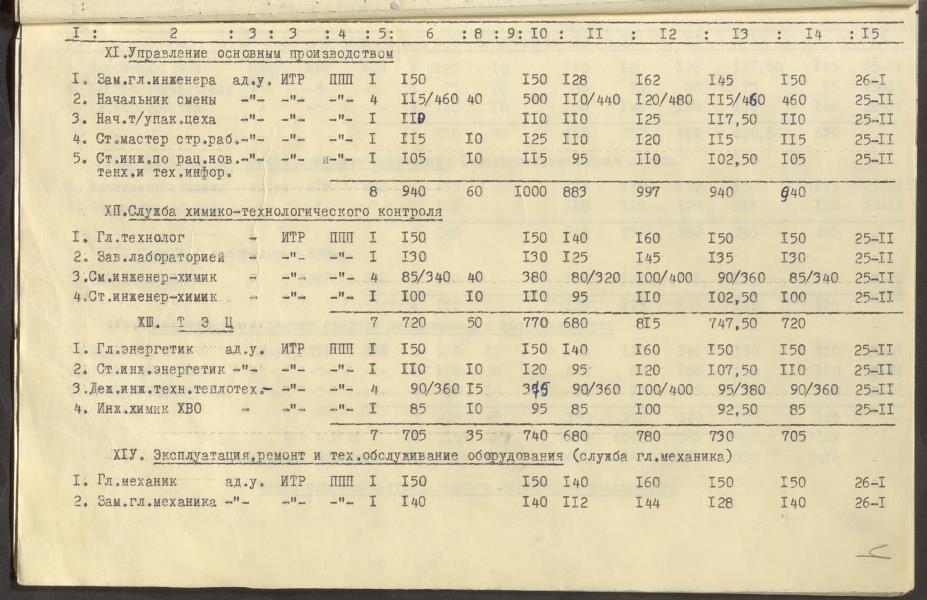 I : 2 : 3 : 3 : 4 : 5: 6 : 8 : 9: I0 : II : I2 : I3 : I4 : I5
XI.Управление основным производством
I. Зам.гл.инженера ад.у. ИТР ППП I I50 I50 I28 I62 I45 I50 26-I
2. Начальник смены -"- -"- -"- 4 II5/460 40 500 II0/440 I20/480 II5/460 460 25-II
3. Нач.т/упак.цеха -"- -"- -"- I II0 II0 II0 I25 II7,50 II0 25-II
4. Ст.мастер стр.раб.-"- -"- -"- I II5 I0 I25 II0 I20 II5 II5 25-II
5. Ст.инж.по рац.нов.-"- -"- и-"- I I05 I0 II5 95 II0 I02,50 I05 25-II
тенх.и тех.инфор.
8 940 60 I000 883 997 940 940
ХП.Служба химико-технологического контроля
I. Гл.технолог - ИТР ППП I I50 I50 I40 I60 I50 I50 25-II
2. Зав.лабораторией - -"- -"- I I30 I30 I25 I45 I35 I30 25-II
3.См.инженер-химик - -"- -"- 4 85/340 40 380 80/320 I00/400 90/360 85/340 25-II
4.Ст.инженер-химик - -"- -"- I I00 I0 II0 95 II0 I02,50 I00 25-II
7 720 50 770 680 8I5 747,50 720
ХШ. Т Э Ц
I. Гл.энергетик ад.у. ИТР ППП I I50 I50 I40 I60 I50 I50 25-II
2. Ст.инж.энергетик -"- -"- -"- I II0 I0 I20 95 I20 I07,50 II0 25-II
3.Деж.инж.техн.теплотех.- -"- -"- 4 90/360 I5 375 90/360 I00/400 95/380 90/360 25-II
4. Инж.химик ХВО - -"- -"- I 85 I0 95 85 I00 92,50 85 25-II
7 705 35 740 680 780 730 705
ХIУ. Эксплуатация,ремонт и тех.обслуживание оборудования (служба гл.механика)
I. Гл.механик ад.у. ИТР ППП I I50 I50 I40 I60 I50 I50 26-I
2. Зам.гл.механика -"- -"- -"- I I40 I40 II2 I44 I28 I40 26-I